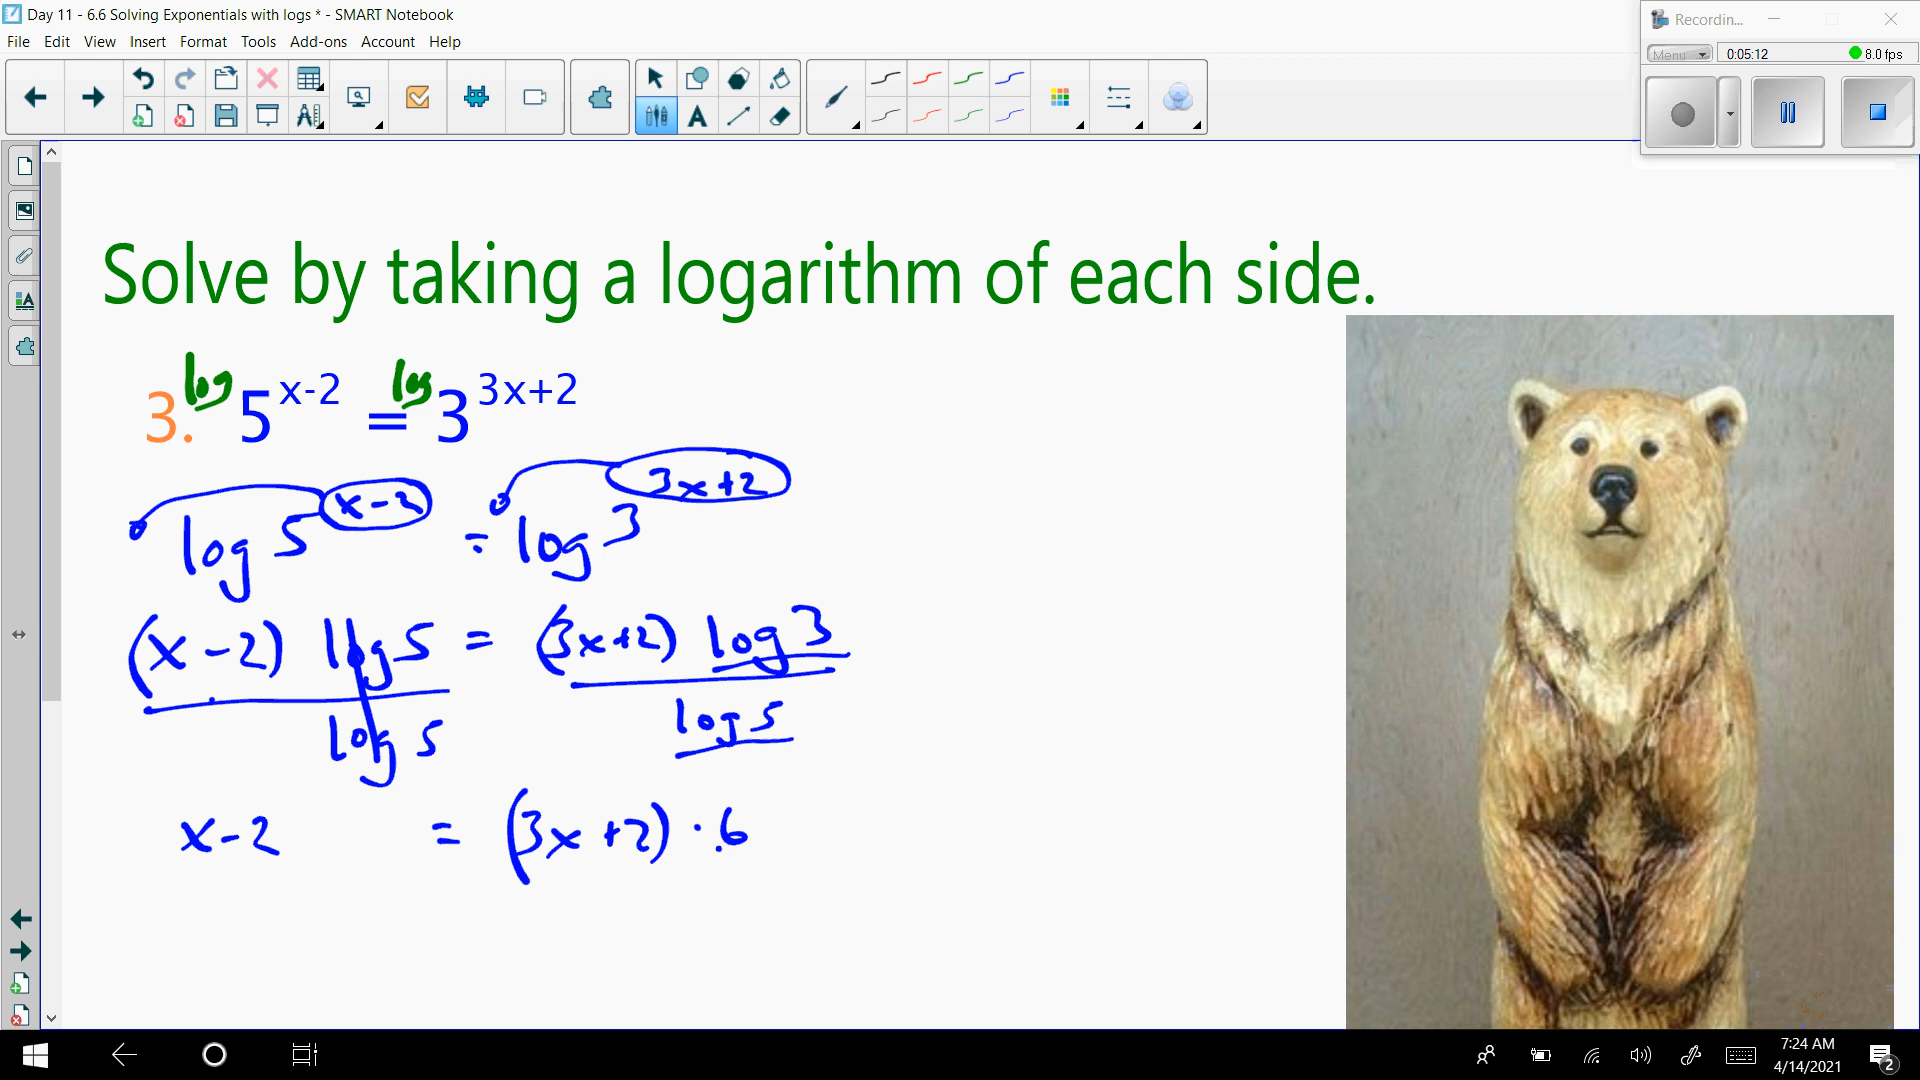 Day 11 - 6.6 Solving Exponentials with logs * - SMART Notebook
File Edit View Insert Format Tools Add-ons Account Help
Recordin...
Menu 0:05:12 8.0 fps
Solve by taking a logarithm of each side.
3. log 5^x-2 = log 3^3x+2
log 5^x-2 = log 3^3x+2
(x-2) log 5 = (3x+2) log 3
log 5 log 5
x-2 = (3x+2) · .6
7:24 AM
4/14/2021
2